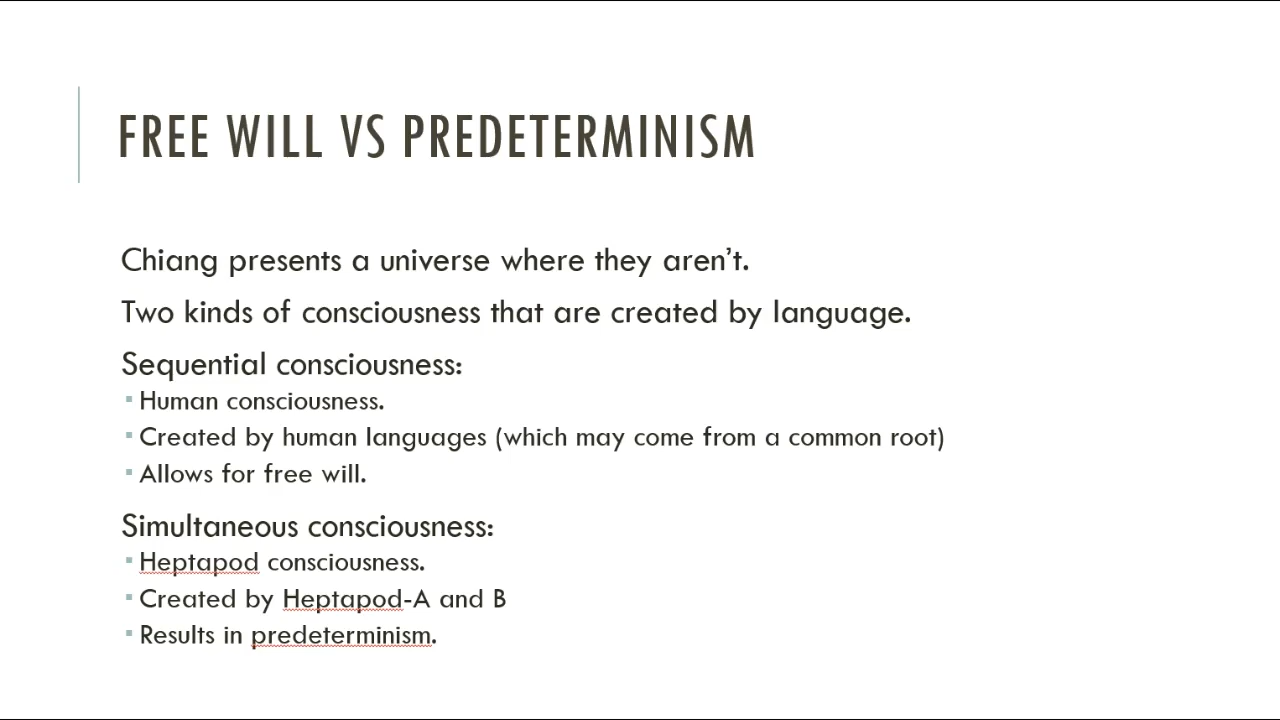 FREE WILL VS PREDETERMINISM
Chiang presents a universe where they aren’t.
Two kinds of consciousness that are created by language.
Sequential consciousness:
▪ Human consciousness.
▪ Created by human languages (which may come from a common root)
▪ Allows for free will.
Simultaneous consciousness:
▪ Heptapod consciousness.
▪ Created by Heptapod-A and B
▪ Results in predeterminism.